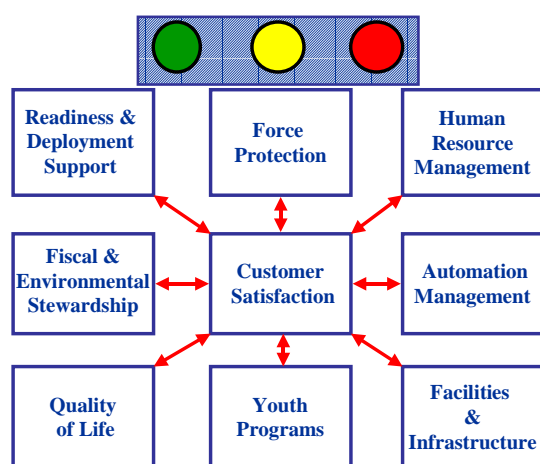 Readiness &
Deployment
Support
Force
Protection
Human
Resource
Management
Fiscal &
Environmental
Stewardship
Customer
Satisfaction
Automation
Management
Quality
of Life
Youth
Programs
Facilities
&
Infrastructure